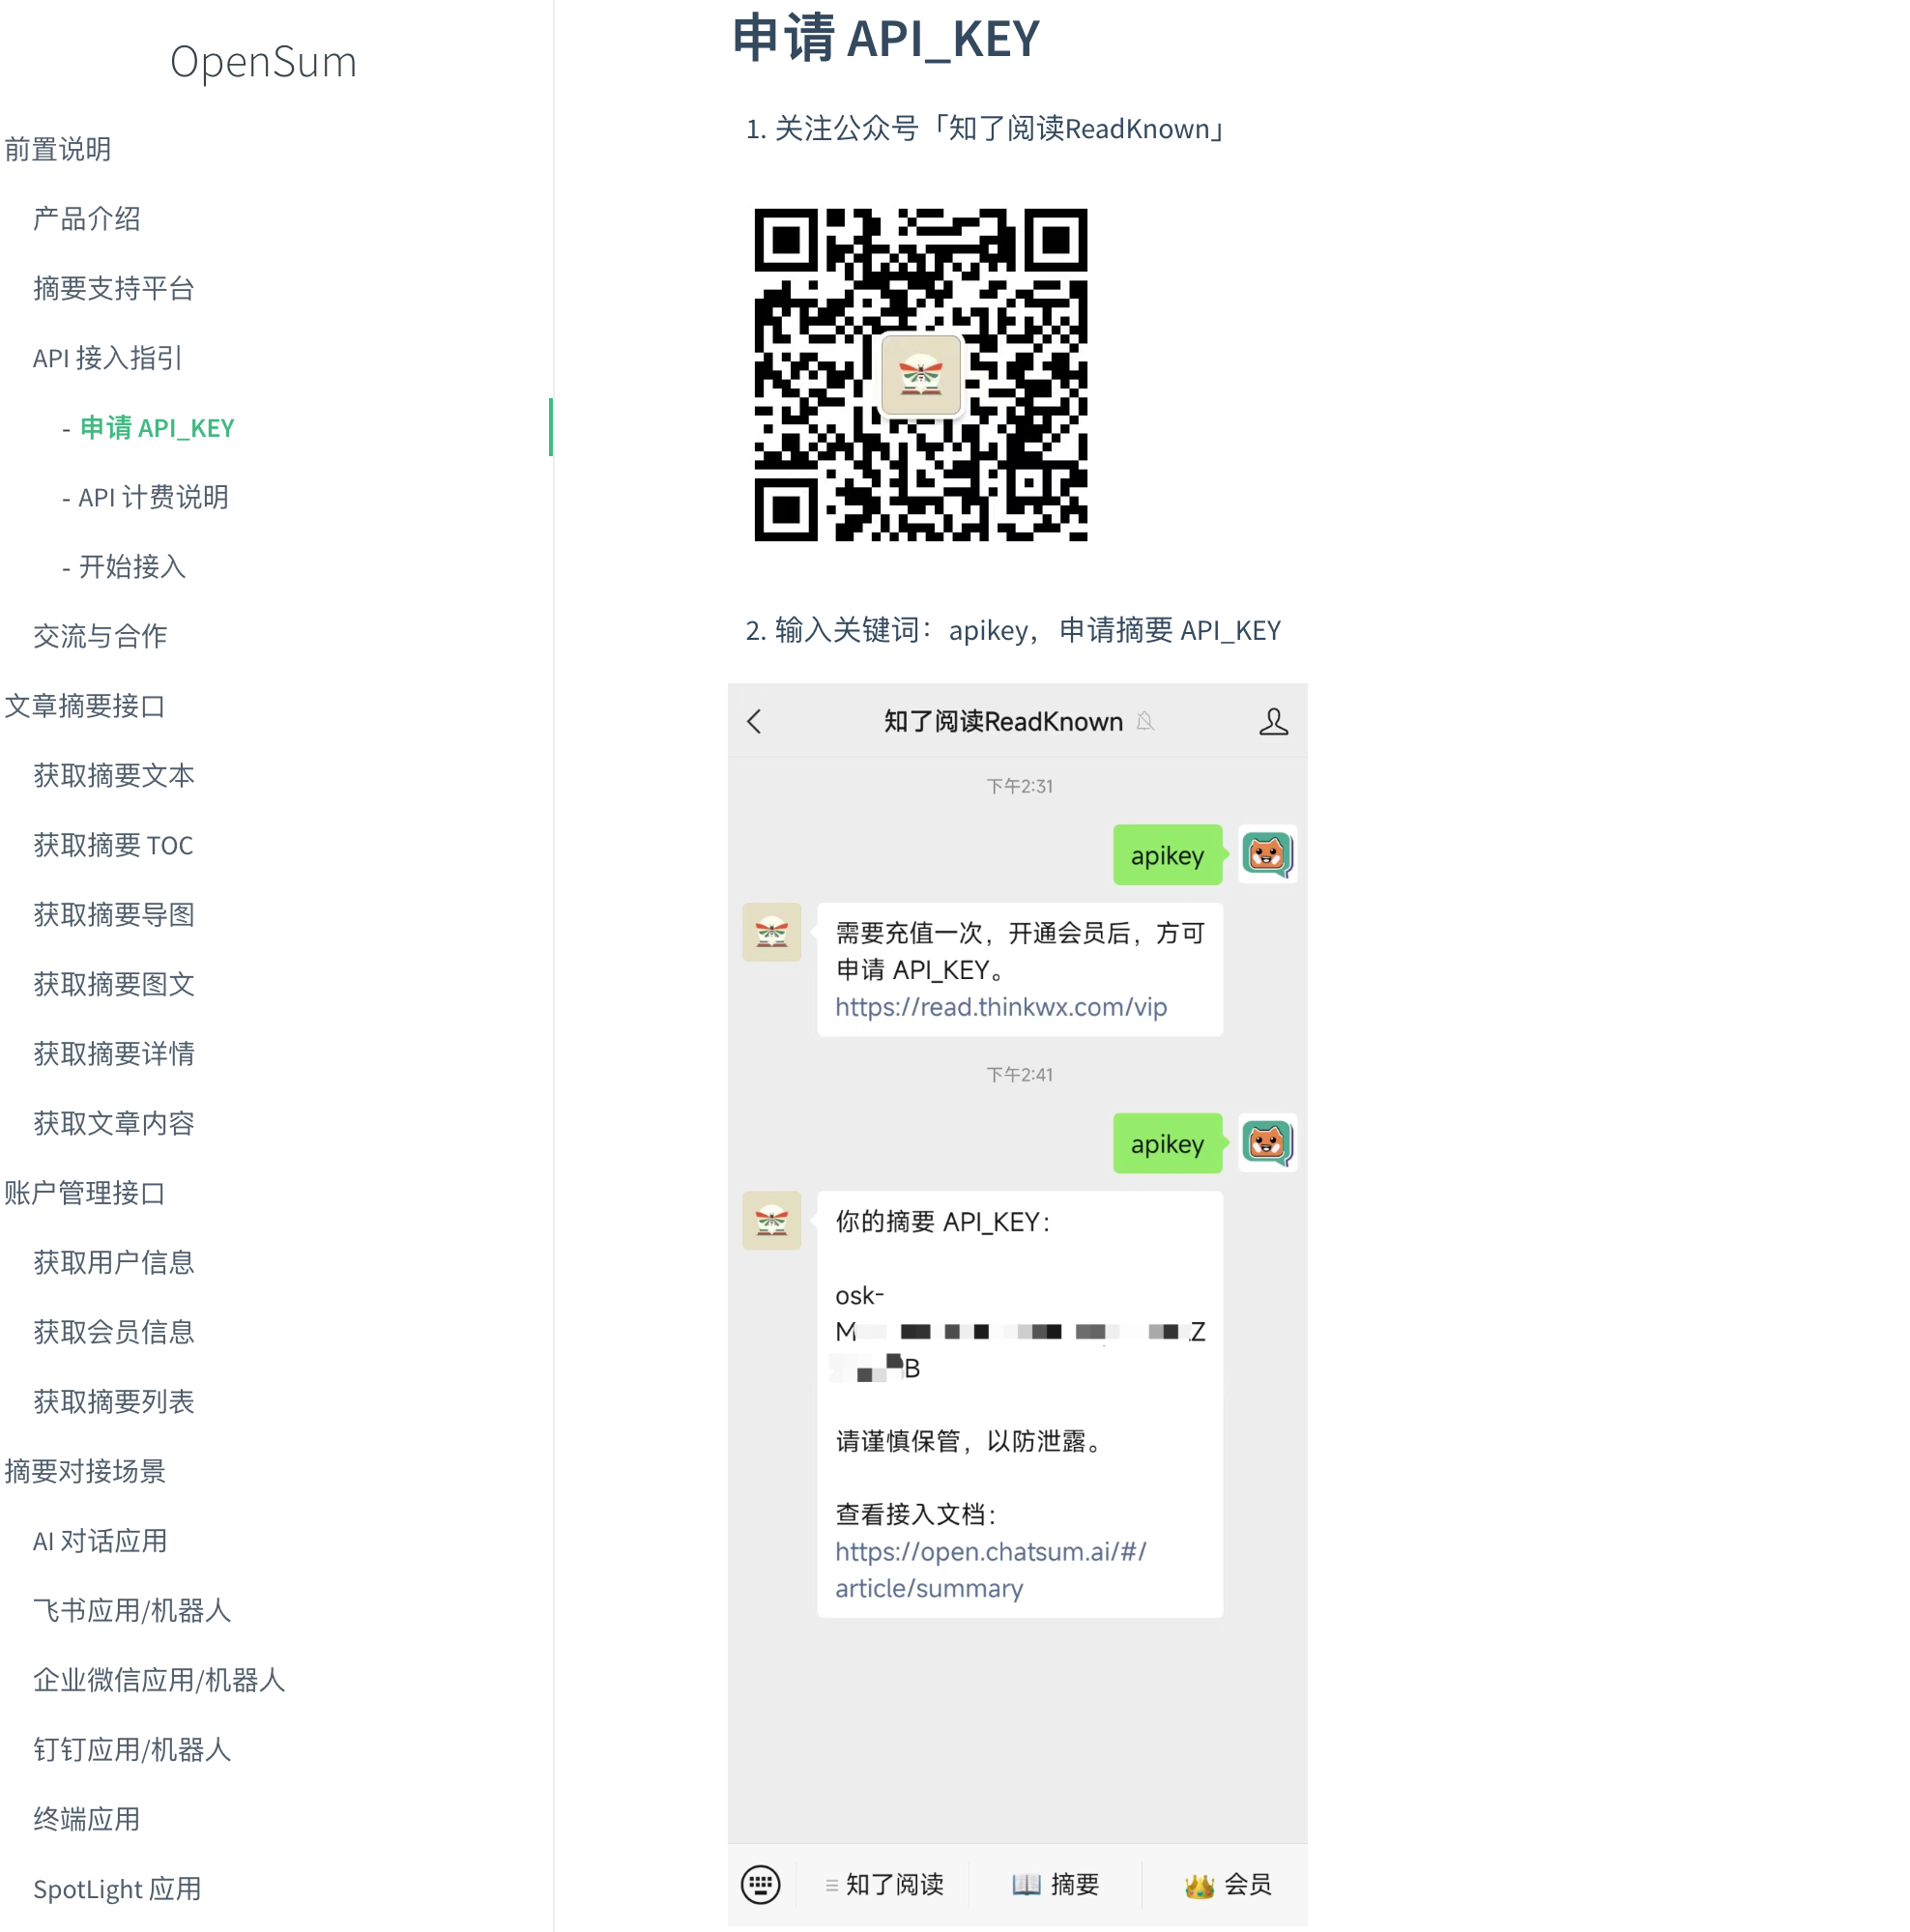 OpenSum
前置说明
产品介绍
摘要支持平台
API 接入指引
- 申请 API_KEY
- API 计费说明
- 开始接入
交流与合作
文章摘要接口
获取摘要文本
获取摘要 TOC
获取摘要导图
获取摘要图文
获取摘要详情
获取文章内容
账户管理接口
获取用户信息
获取会员信息
获取摘要列表
摘要对接场景
AI 对话应用
飞书应用/机器人
企业微信应用/机器人
钉钉应用/机器人
终端应用
SpotLight 应用
申请 API_KEY
1. 关注公众号「知了阅读ReadKnown」
2. 输入关键词：apikey，申请摘要 API_KEY
知了阅读ReadKnown
下午2:31
apikey
需要充值一次，开通会员后，方可
申请 API_KEY。
https://read.thinkwx.com/vip
下午2:41
apikey
你的摘要 API_KEY：
osk-
M
Z
B
请谨慎保管，以防泄露。
查看接入文档：
https://open.chatsum.ai/#/
article/summary
知了阅读
摘要
会员